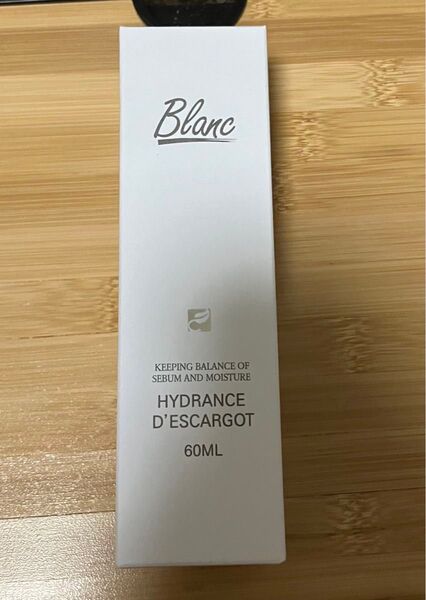 Blanc
KEEPING BALANCE OF
SEBUM AND MOISTURE
HYDRANCE
D'ESCARGOT
60ML